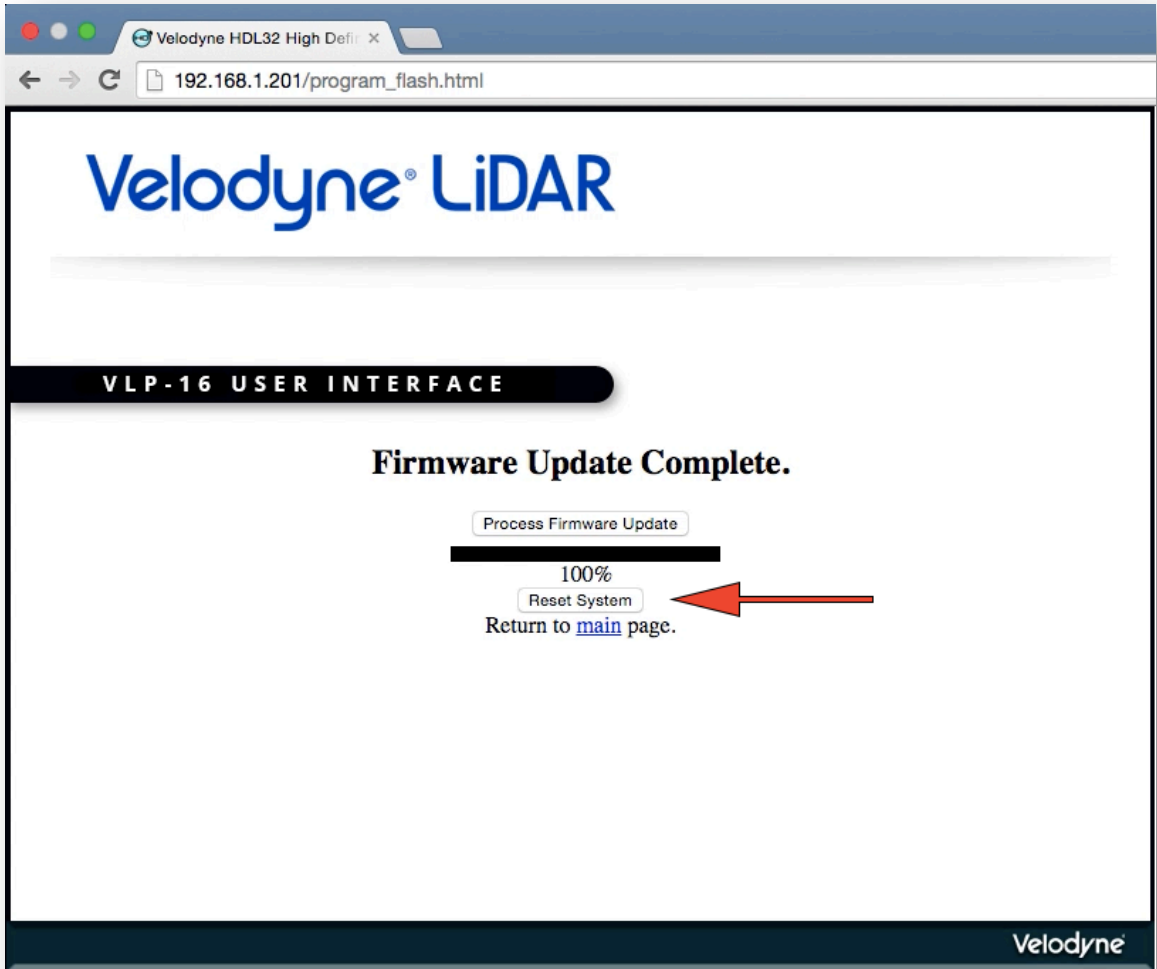 Velodyne HDL32 High Defi
192.168.1.201/program_flash.html
Velodyne® LiDAR
VLP-16 USER INTERFACE
Firmware Update Complete.
Process Firmware Update
100%
Reset System
Return to main page.
Velodyne